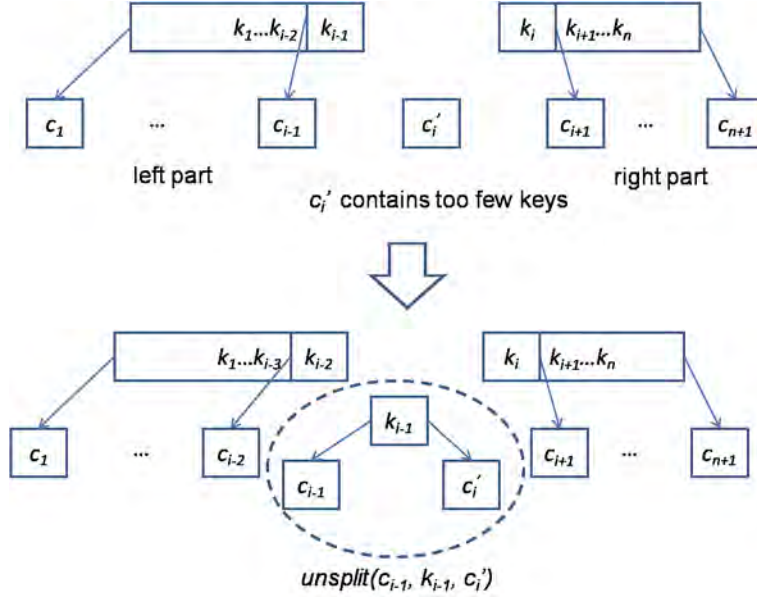 k1...ki-2 ki-1 ki ki+1...kn
c1 ... ci-1 ci' ci+1 ... cn+1
left part right part
ci' contains too few keys
k1...ki-3 ki-2 ki ki+1...kn
ki-1
c1 ... ci-2 ci+1 ... cn+1
ci-1 ci'
unsplit(ci-1, ki-1, ci')